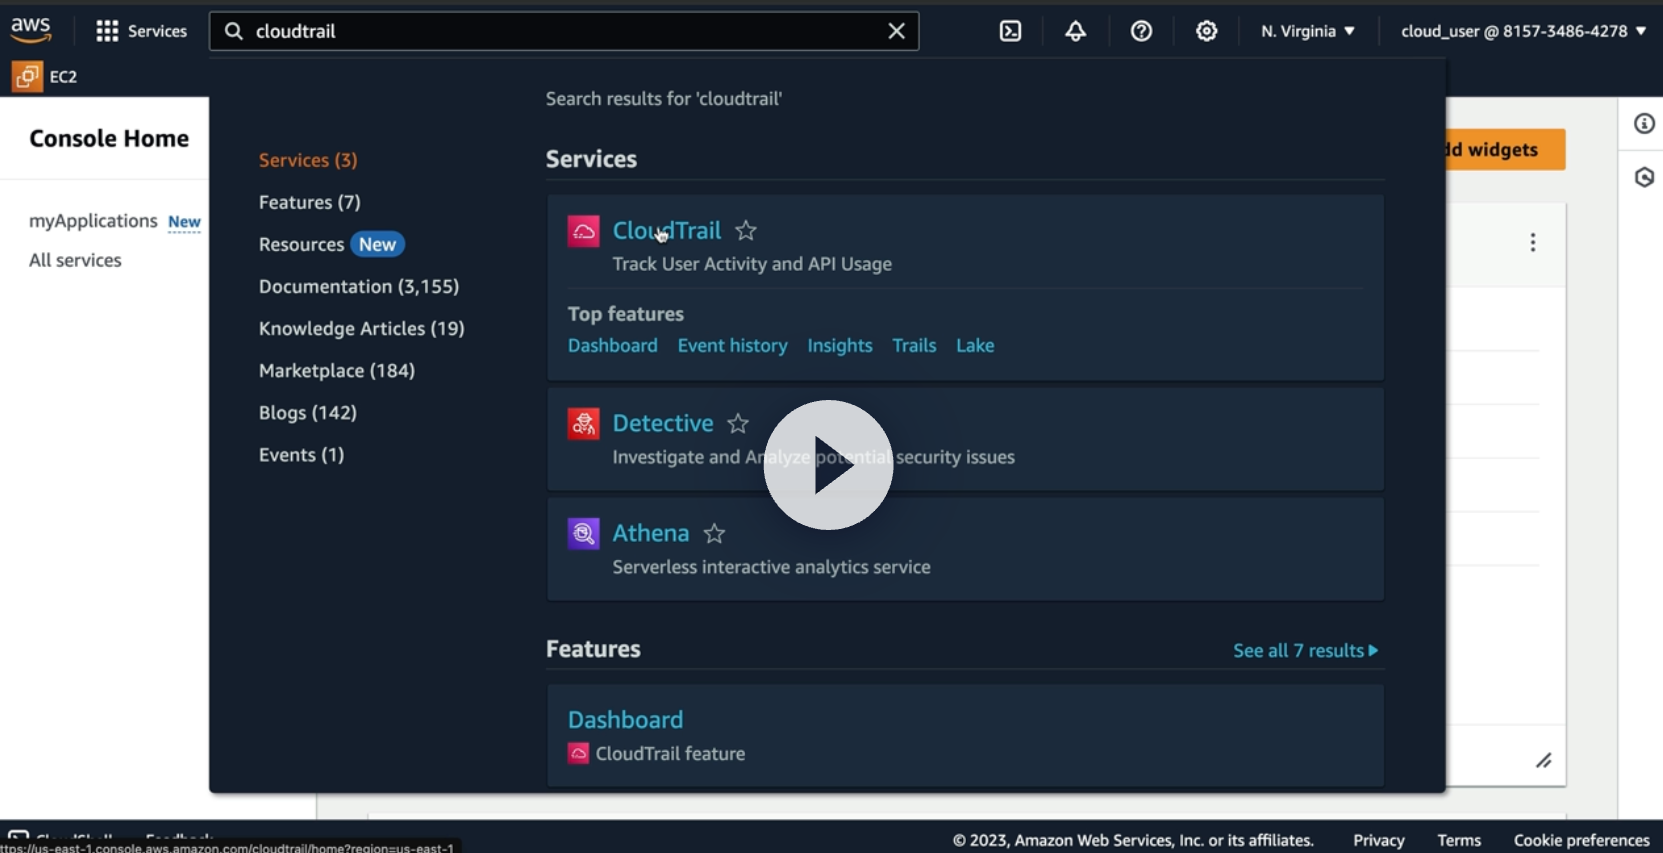 aws
Services
cloudtrail
N. Virginia
cloud_user @ 8157-3486-4278
EC2
Console Home
myApplications New
All services
Search results for 'cloudtrail'
Services (3)
Features (7)
Resources New
Documentation (3,155)
Knowledge Articles (19)
Marketplace (184)
Blogs (142)
Events (1)
Services
CloudTrail
Track User Activity and API Usage
Top features
Dashboard Event history Insights Trails Lake
Detective
Investigate and Analyze potential security issues
Athena
Serverless interactive analytics service
Features
See all 7 results
Dashboard
CloudTrail feature
widgets
CloudShell Feedback
© 2023, Amazon Web Services, Inc. or its affiliates. Privacy Terms Cookie preferences
ttps://us-east-1.console.aws.amazon.com/cloudtrail/home?region=us-east-1